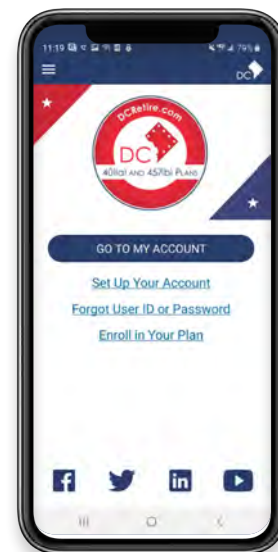 11:19
79%
DC
DCRetire.com
DC
401(a) AND 457(b) PLANS
GO TO MY ACCOUNT
Set Up Your Account
Forgot User ID or Password
Enroll in Your Plan
f
in